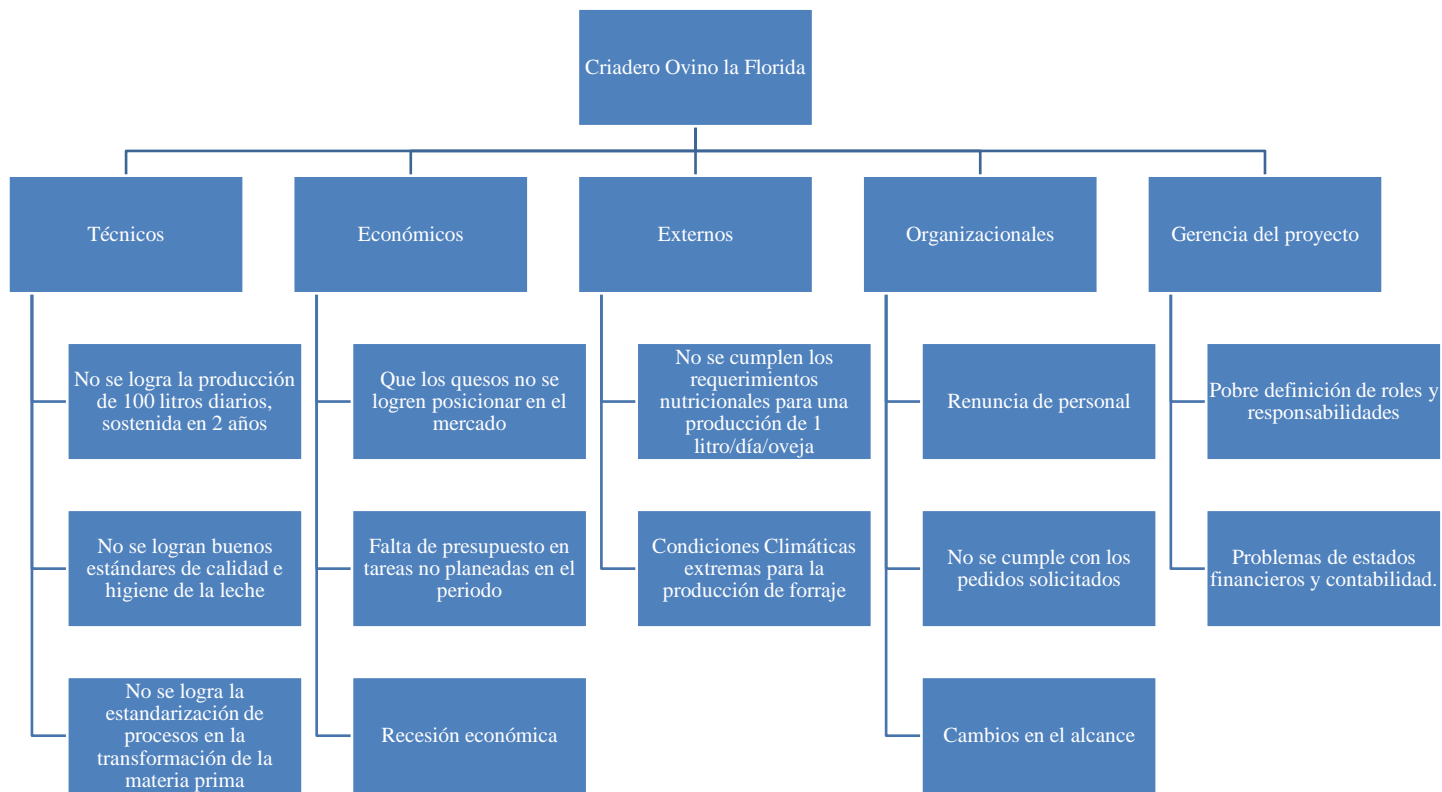 Criadero Ovino la Florida
Técnicos
Económicos
Externos
Organizacionales
Gerencia del proyecto
No se logra la producción
de 100 litros diarios,
sostenida en 2 años
Que los quesos no se
logren posicionar en el
mercado
No se cumplen los
requerimientos
nutricionales para una
producción de 1
litro/día/oveja
Renuncia de personal
Pobre definición de roles y
responsabilidades
No se logran buenos
estándares de calidad e
higiene de la leche
Falta de presupuesto en
tareas no planeadas en el
periodo
Condiciones Climáticas
extremas para la
producción de forraje
No se cumple con los
pedidos solicitados
Problemas de estados
financieros y contabilidad.
No se logra la
estandarización de
procesos en la
transformación de la
materia prima
Recesión económica
Cambios en el alcance